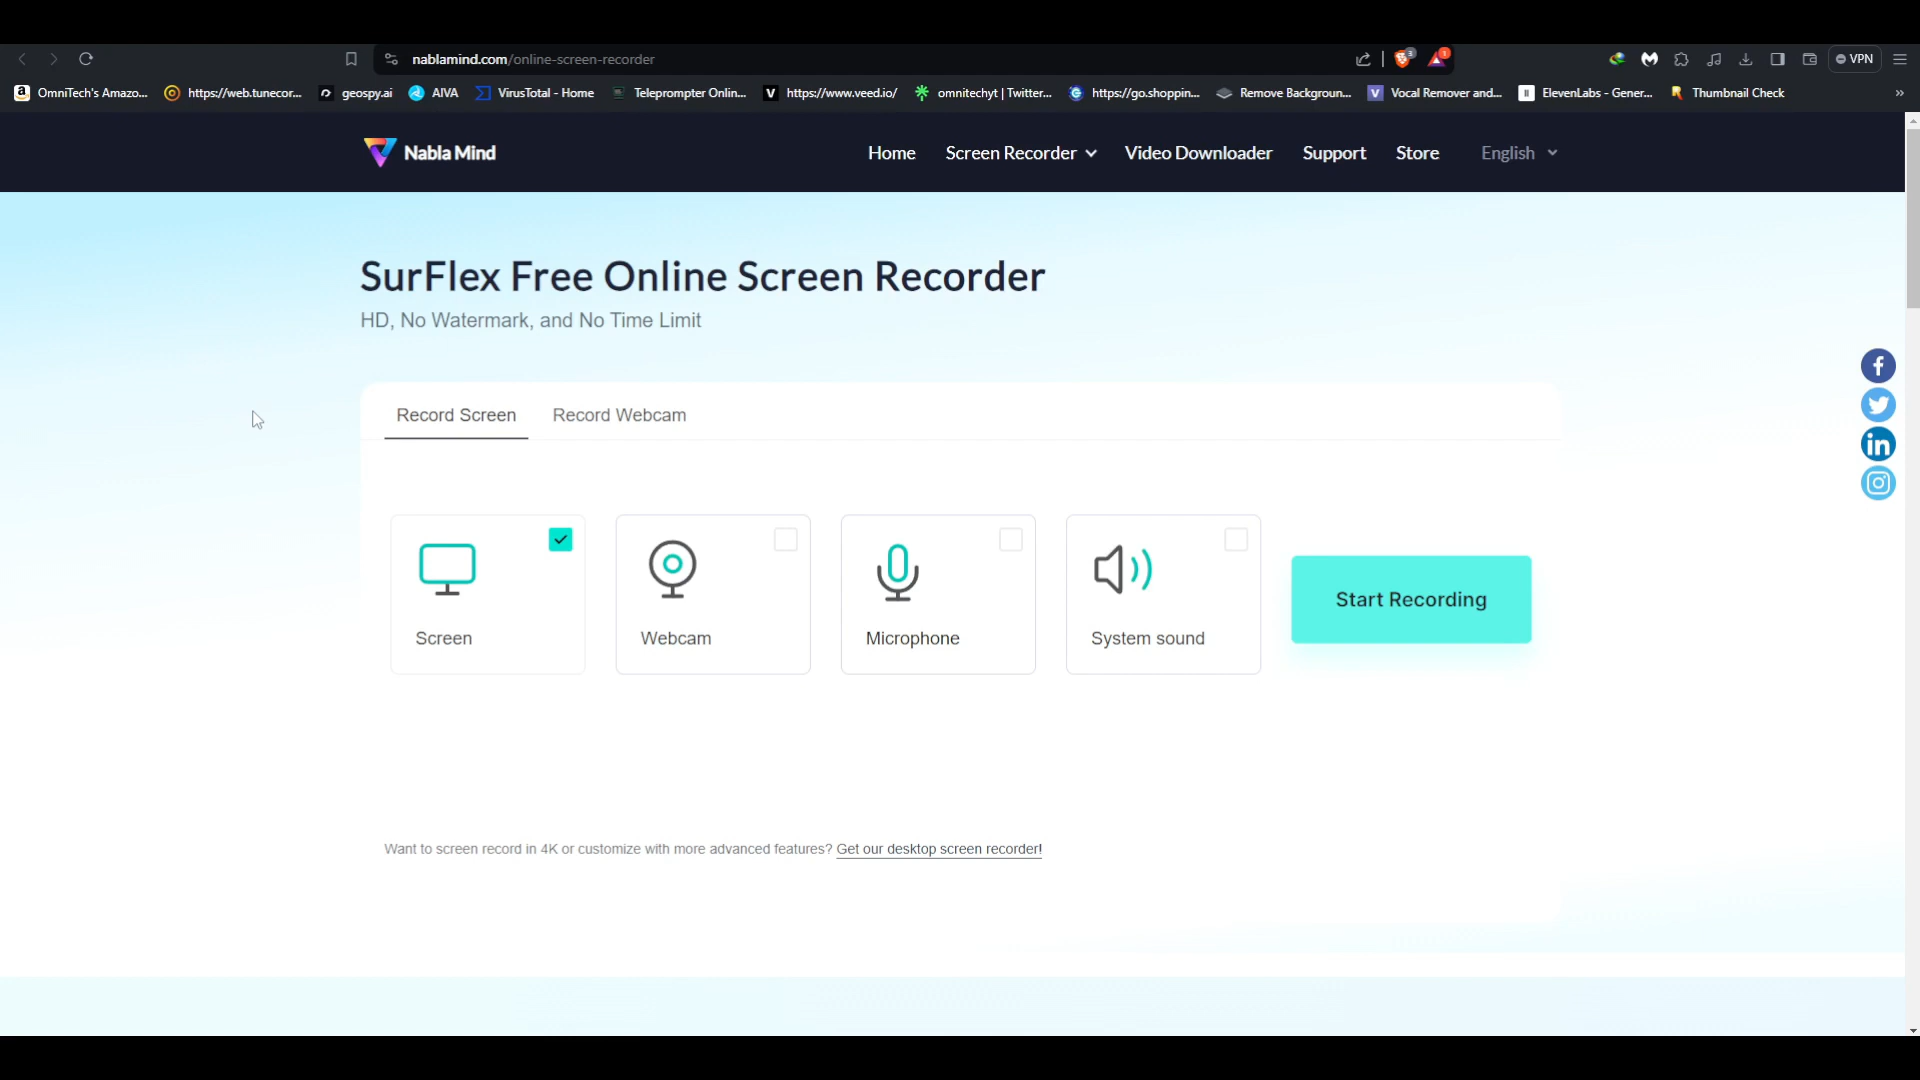 nablamind.com/online-screen-recorder
3
1
VPN
OmniTech's Amazo...
https://web.tunecor...
geospy.ai
AIVA
VirusTotal - Home
Teleprompter Onlin...
https://www.veed.io/
omnitechyt | Twitter...
https://go.shoppin...
Remove Backgroun...
Vocal Remover and...
ElevenLabs - Gener...
Thumbnail Check
»
Nabla Mind
Home
Screen Recorder
Video Downloader
Support
Store
English
SurFlex Free Online Screen Recorder
HD, No Watermark, and No Time Limit
Record Screen
Record Webcam
Screen
Webcam
Microphone
System sound
Start Recording
Want to screen record in 4K or customize with more advanced features? Get our desktop screen recorder!